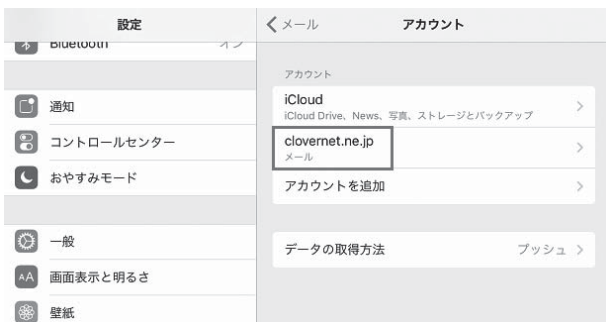 設定
Bluetooth
オン
通知
コントロールセンター
おやすみモード
一般
AA 画面表示と明るさ
壁紙
メール
アカウント
アカウント
iCloud
iCloud Drive、News、写真、ストレージとバックアップ
clovernet.ne.jp
メール
アカウントを追加
データの取得方法 プッシュ